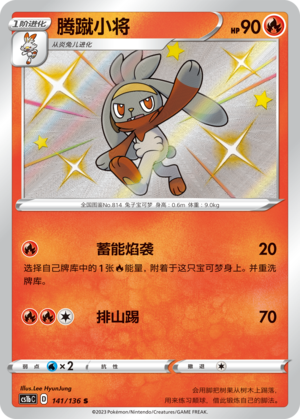 1阶进化
腾蹴小将
HP90
从炎兔儿进化
全国图鉴No.814 兔子宝可梦 身高：0.6m 体重：9.0kg
蓄能焰袭 20
选择自己牌库中的1张能量，附着于这只宝可梦身上。并重洗
牌库。
排山踢 70
弱点 ×2 抗性 撤退
Illus.Lee HyunJung
CS3bC D 141/136 S
会用脚把树果从树木上踢落，
用来练习颠球，借此锻炼自己的脚技。
©2023 Pokémon/Nintendo/Creatures/GAME FREAK.